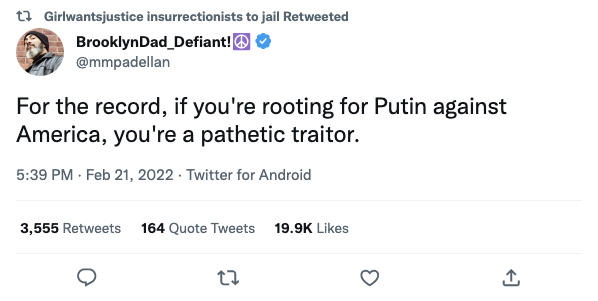 Girlwantsjustice insurrectionists to jail Retweeted
BrooklynDad_Defiant!☮️
@mmpadellan
For the record, if you're rooting for Putin against
America, you're a pathetic traitor.
5:39 PM · Feb 21, 2022 · Twitter for Android
3,555 Retweets 164 Quote Tweets 19.9K Likes